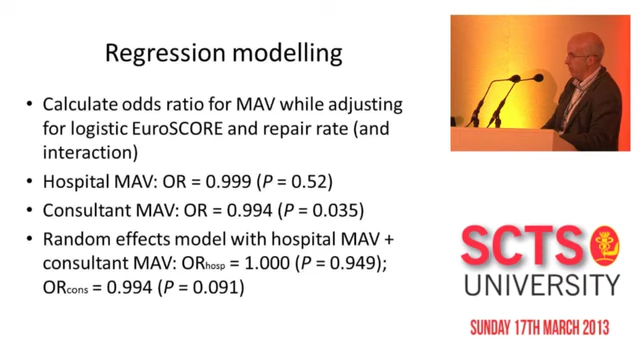 Regression modelling
• Calculate odds ratio for MAV while adjusting
for logistic EuroSCORE and repair rate (and
interaction)
• Hospital MAV: OR = 0.999 (P = 0.52)
• Consultant MAV: OR = 0.994 (P = 0.035)
• Random effects model with hospital MAV +
consultant MAV: ORhosp = 1.000 (P = 0.949);
ORcons = 0.994 (P = 0.091)
SCTS
UNIVERSITY
SUNDAY 17TH MARCH 2013